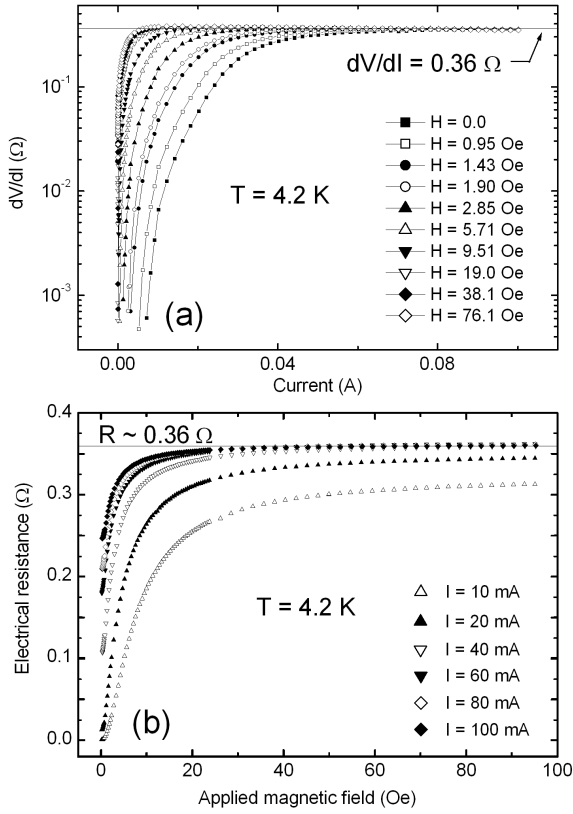 (a)
dV/dI = 0.36 Ω
10⁻¹
10⁻²
10⁻³
dV/dI (Ω)
T = 4.2 K
H = 0.0
H = 0.95 Oe
H = 1.43 Oe
H = 1.90 Oe
H = 2.85 Oe
H = 5.71 Oe
H = 9.51 Oe
H = 19.0 Oe
H = 38.1 Oe
H = 76.1 Oe
0.00 0.04 0.08
Current (A)
R ~ 0.36 Ω
0.4
0.3
0.2
0.1
0.0
Electrical resistance (Ω)
T = 4.2 K
I = 10 mA
I = 20 mA
I = 40 mA
I = 60 mA
I = 80 mA
I = 100 mA
(b)
0 20 40 60 80 100
Applied magnetic field (Oe)